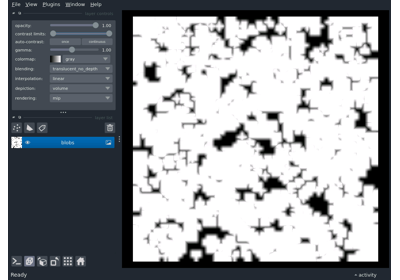 File View Plugins Window Help
opacity: 1.00
contrast limits:
auto-contrast: once continuous
gamma: 1.00
colormap: gray
blending: translucent_no_depth
interpolation: linear
depiction: volume
rendering: mip
blobs
Ready
activity